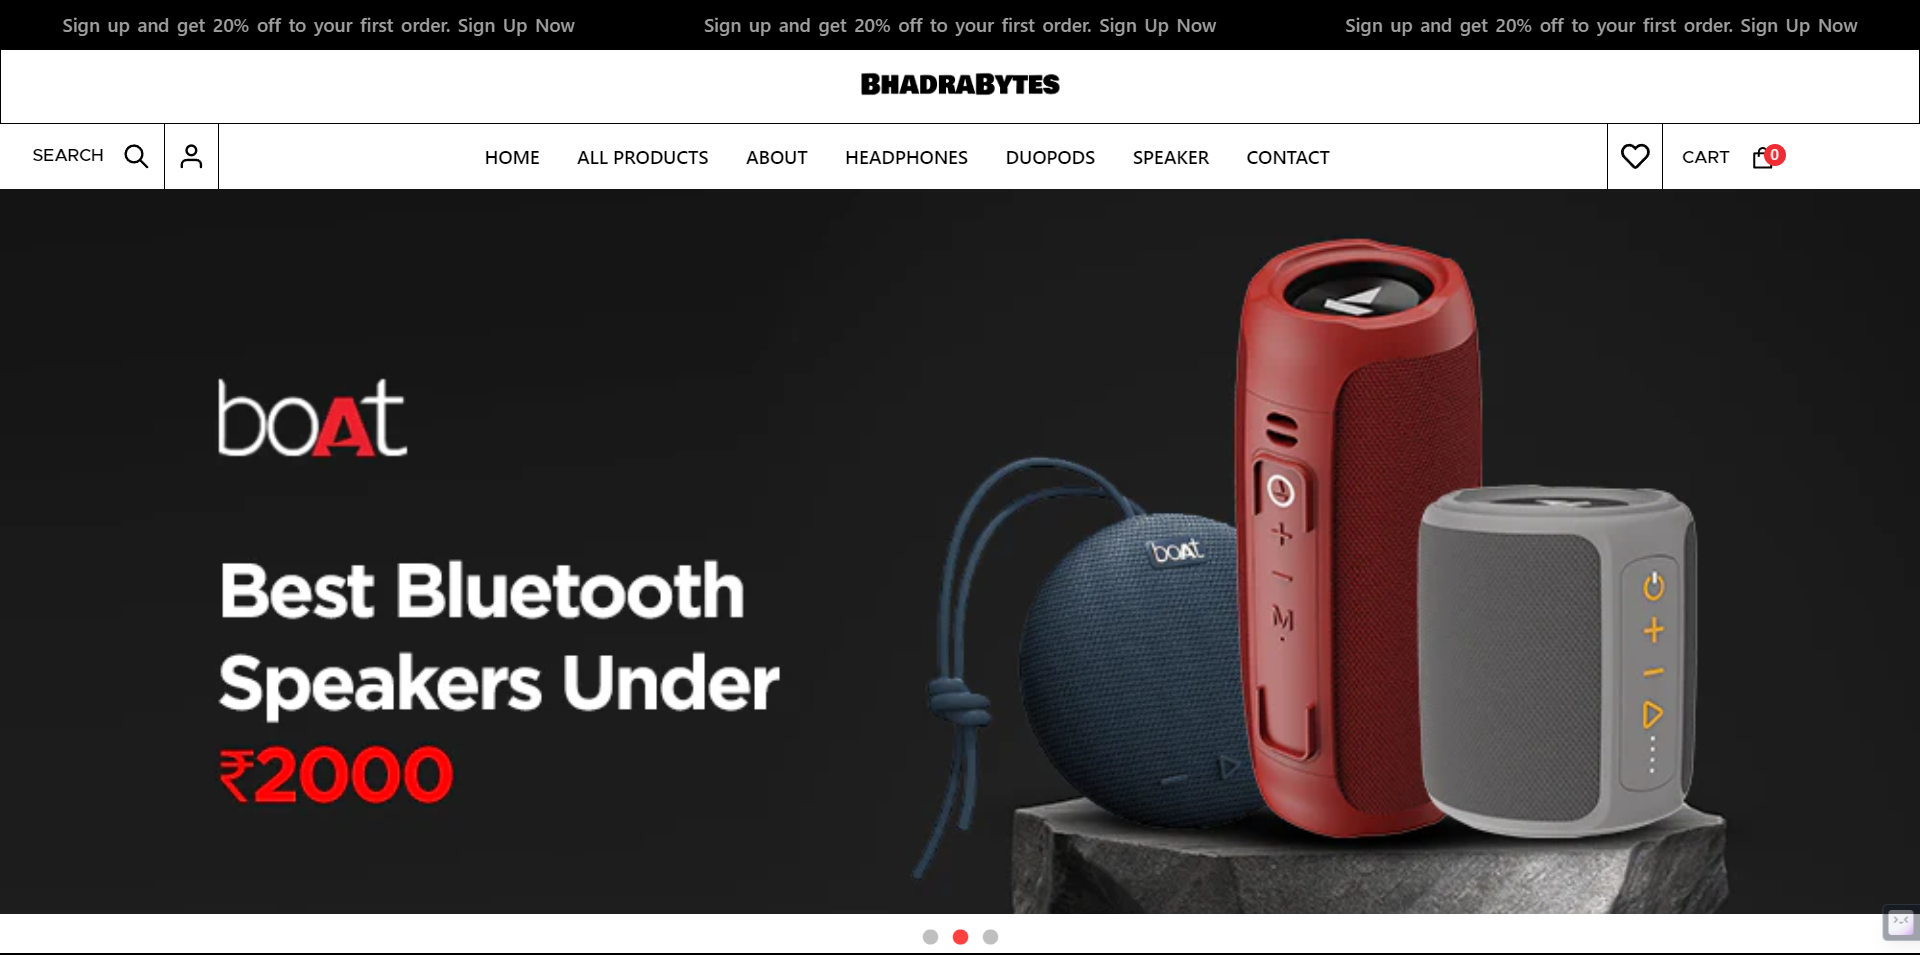 Sign up and get 20% off to your first order. Sign Up Now
Sign up and get 20% off to your first order. Sign Up Now
Sign up and get 20% off to your first order. Sign Up Now
BHADRABYTES
SEARCH
HOME
ALL PRODUCTS
ABOUT
HEADPHONES
DUOPODS
SPEAKER
CONTACT
CART
0
boAt
Best Bluetooth
Speakers Under
₹2000
boAt
M